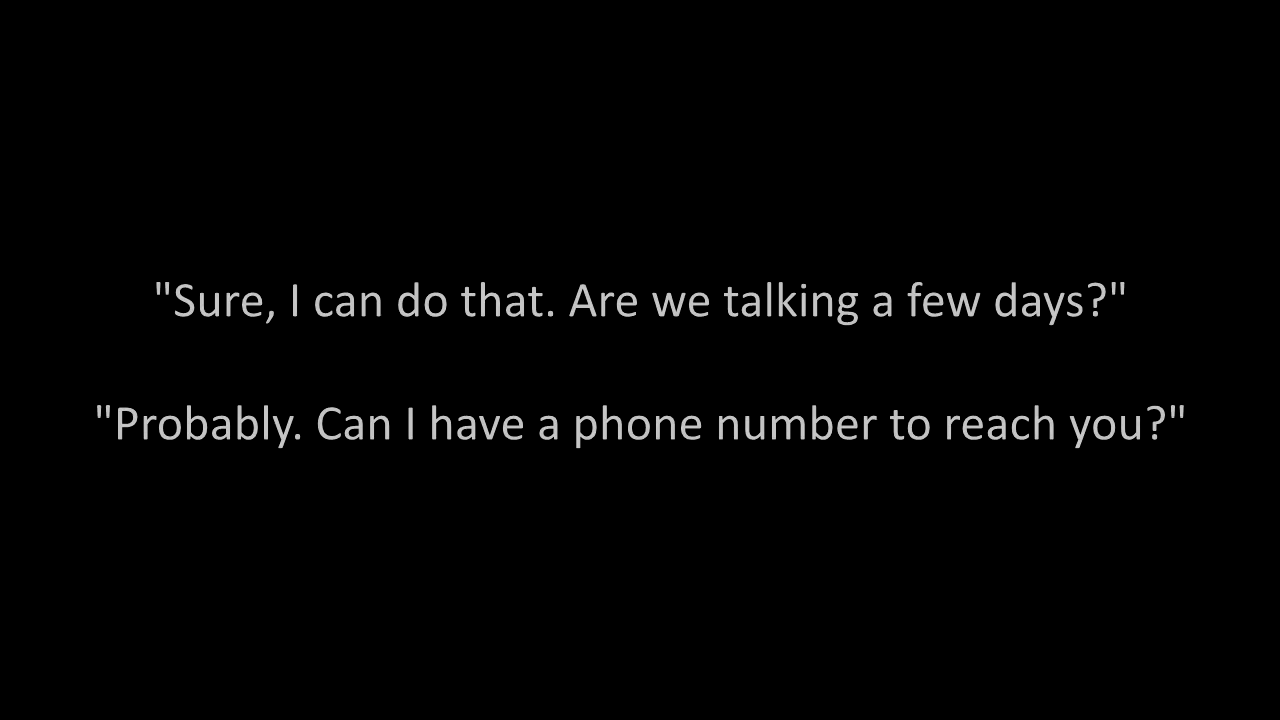 "Sure, I can do that. Are we talking a few days?"
"Probably. Can I have a phone number to reach you?"